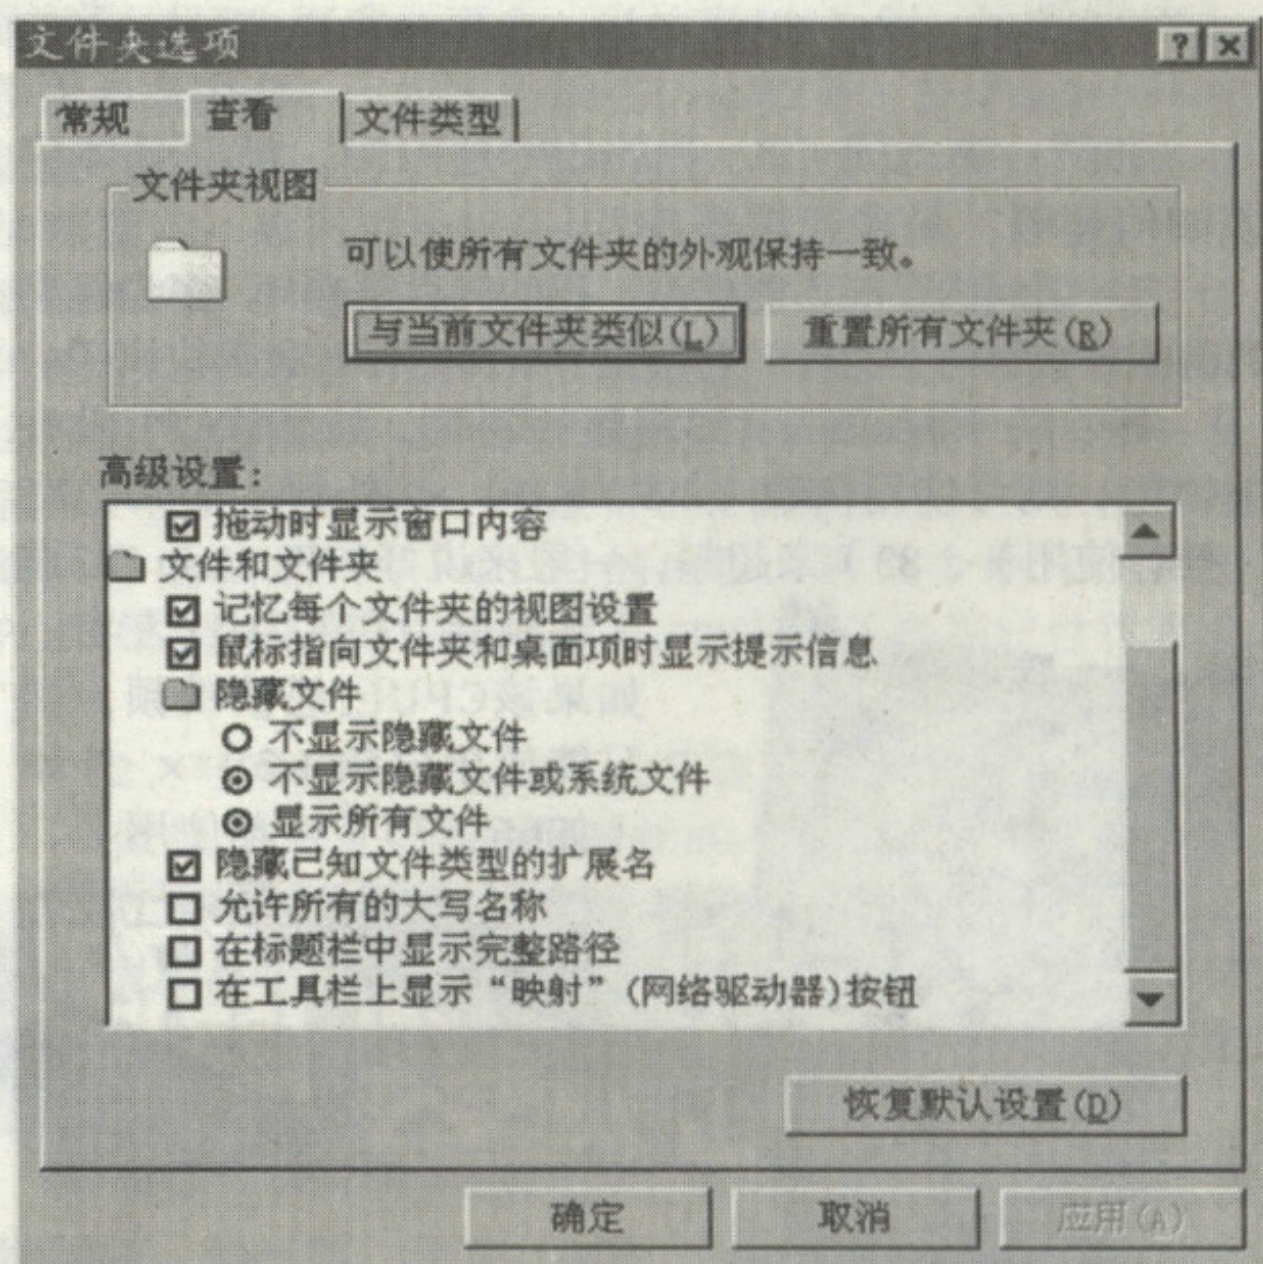 文件夹选项
常规
查看
文件类型
文件夹视图
可以使所有文件夹的外观保持一致。
与当前文件夹类似(L)
重置所有文件夹(R)
高级设置:
拖动时显示窗口内容
文件和文件夹
记忆每个文件夹的视图设置
鼠标指向文件夹和桌面项时显示提示信息
隐藏文件
不显示隐藏文件
不显示隐藏文件或系统文件
显示所有文件
隐藏已知文件类型的扩展名
允许所有的大写名称
在标题栏中显示完整路径
在工具栏上显示“映射”(网络驱动器)按钮
恢复默认设置(D)
确定
取消
应用(A)